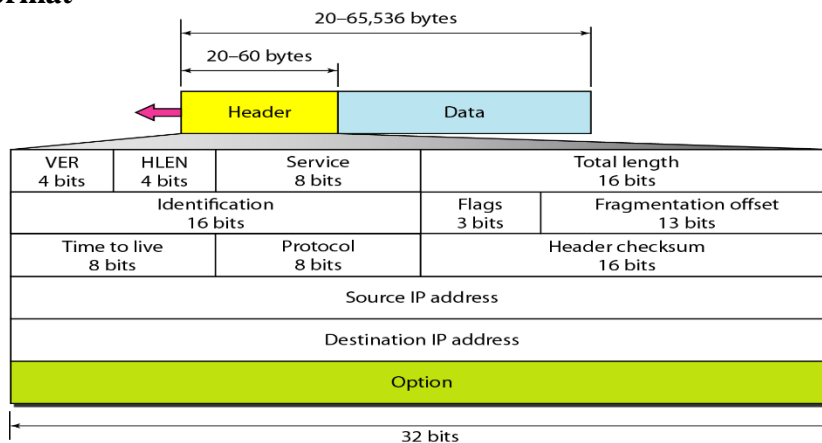 20–65,536 bytes
20–60 bytes
Header
Data
VER
4 bits
HLEN
4 bits
Service
8 bits
Total length
16 bits
Identification
16 bits
Flags
3 bits
Fragmentation offset
13 bits
Time to live
8 bits
Protocol
8 bits
Header checksum
16 bits
Source IP address
Destination IP address
Option
32 bits